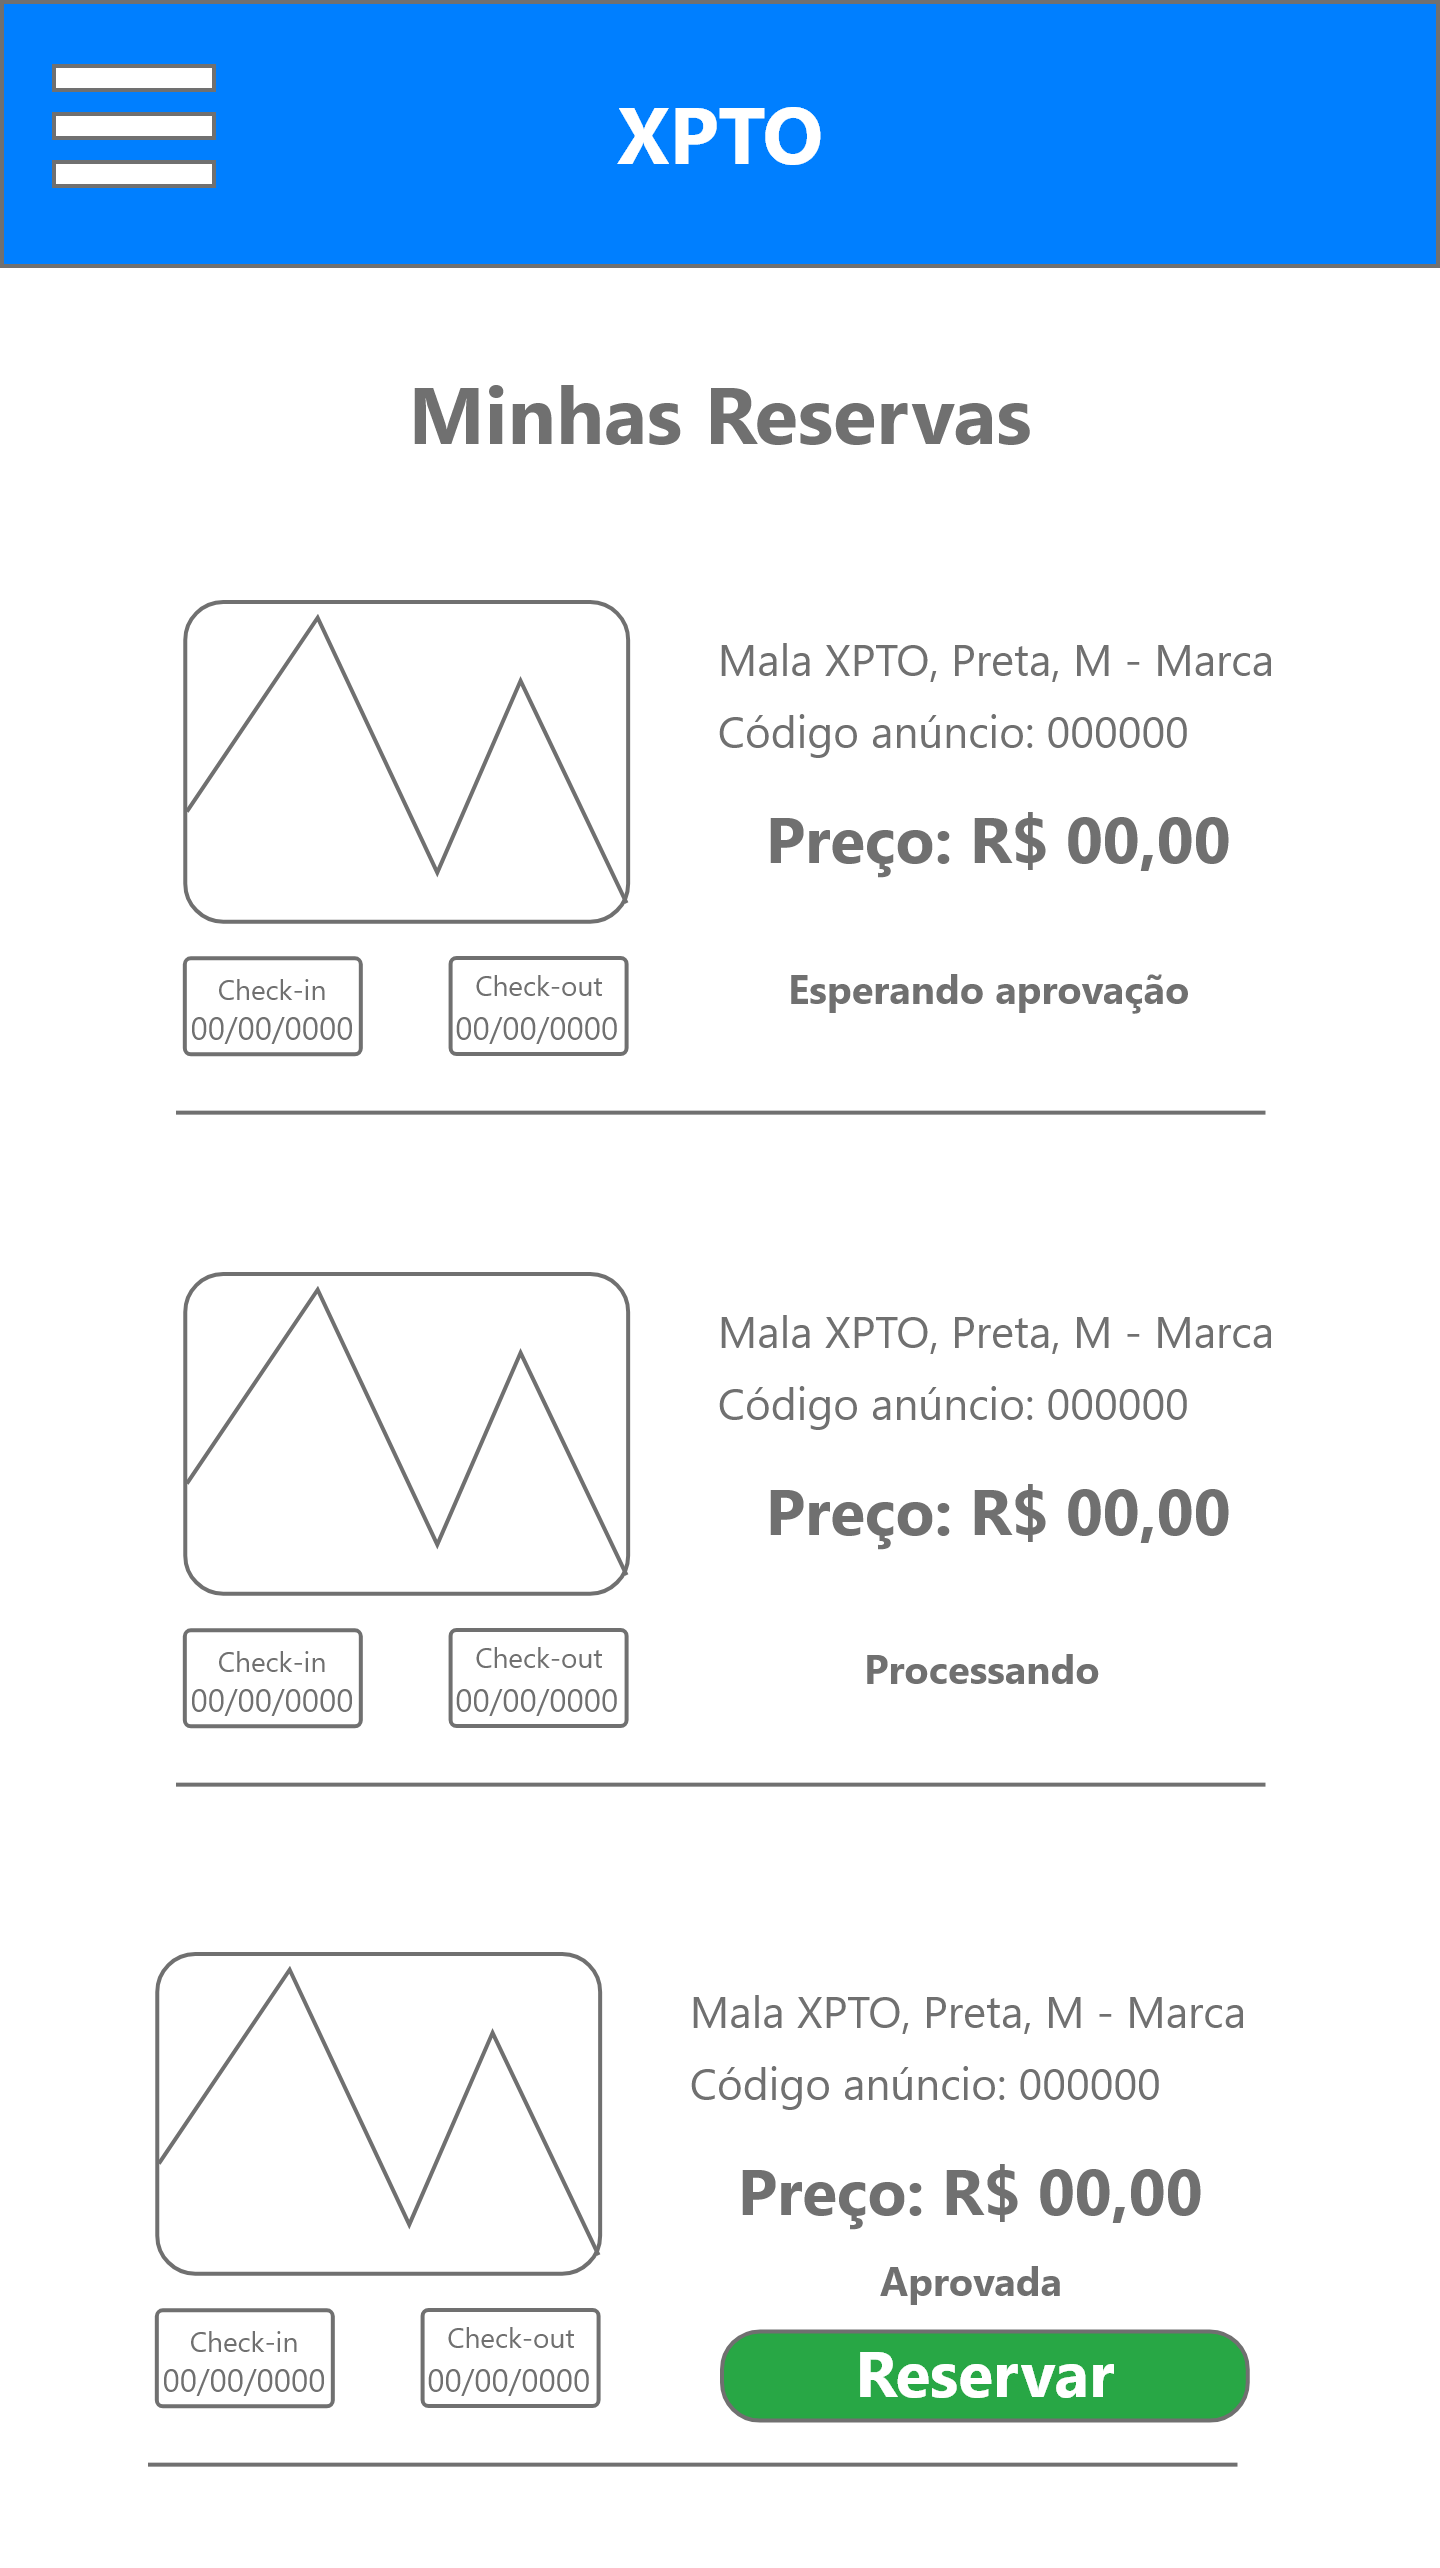 XPTO
Minhas Reservas
Mala XPTO, Preta, M - Marca
Código anúncio: 000000
Preço: R$ 00,00
Check-in
00/00/0000
Check-out
00/00/0000
Esperando aprovação
Mala XPTO, Preta, M - Marca
Código anúncio: 000000
Preço: R$ 00,00
Check-in
00/00/0000
Check-out
00/00/0000
Processando
Mala XPTO, Preta, M - Marca
Código anúncio: 000000
Preço: R$ 00,00
Aprovada
Check-in
00/00/0000
Check-out
00/00/0000
Reservar